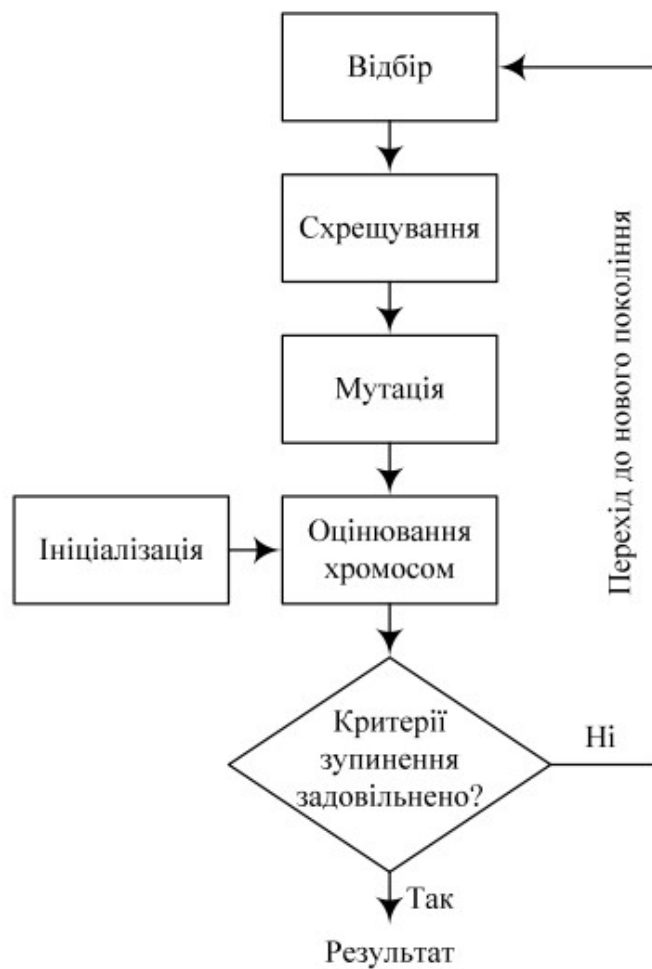 Відбір
Схрещування
Мутація
Ініціалізація
Оцінювання
хромосом
Критерії
зупинення
задовільнено?
Ні
Перехід до нового покоління
Так
Результат